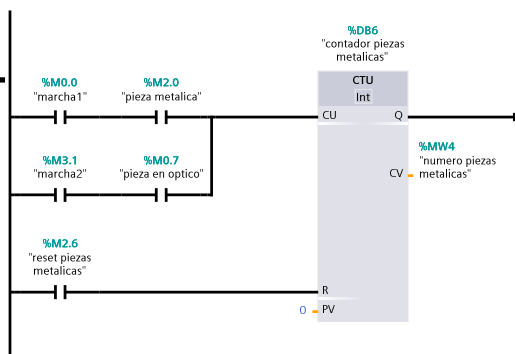 %DB6
"contador piezas
metalicas"
CTU
Int
%M0.0
"marcha1"
%M2.0
"pieza metalica"
CU
Q
%M3.1
"marcha2"
%M0.7
"pieza en optico"
%MW4
"numero piezas
metalicas"
CV
%M2.6
"reset piezas
metalicas"
R
0
PV